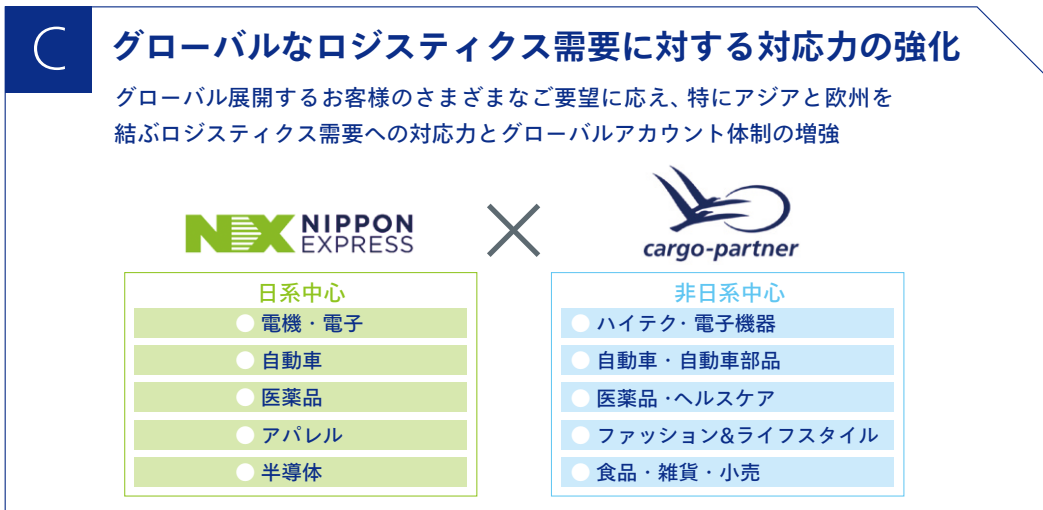 C
グローバルなロジスティクス需要に対する対応力の強化
グローバル展開するお客様のさまざまなご要望に応え、特にアジアと欧州を
結ぶロジスティクス需要への対応力とグローバルアカウント体制の増強
NX NIPPON
EXPRESS
×
cargo-partner
日系中心
電機・電子
自動車
医薬品
アパレル
半導体
非日系中心
ハイテク・電子機器
自動車・自動車部品
医薬品・ヘルスケア
ファッション&ライフスタイル
食品・雑貨・小売